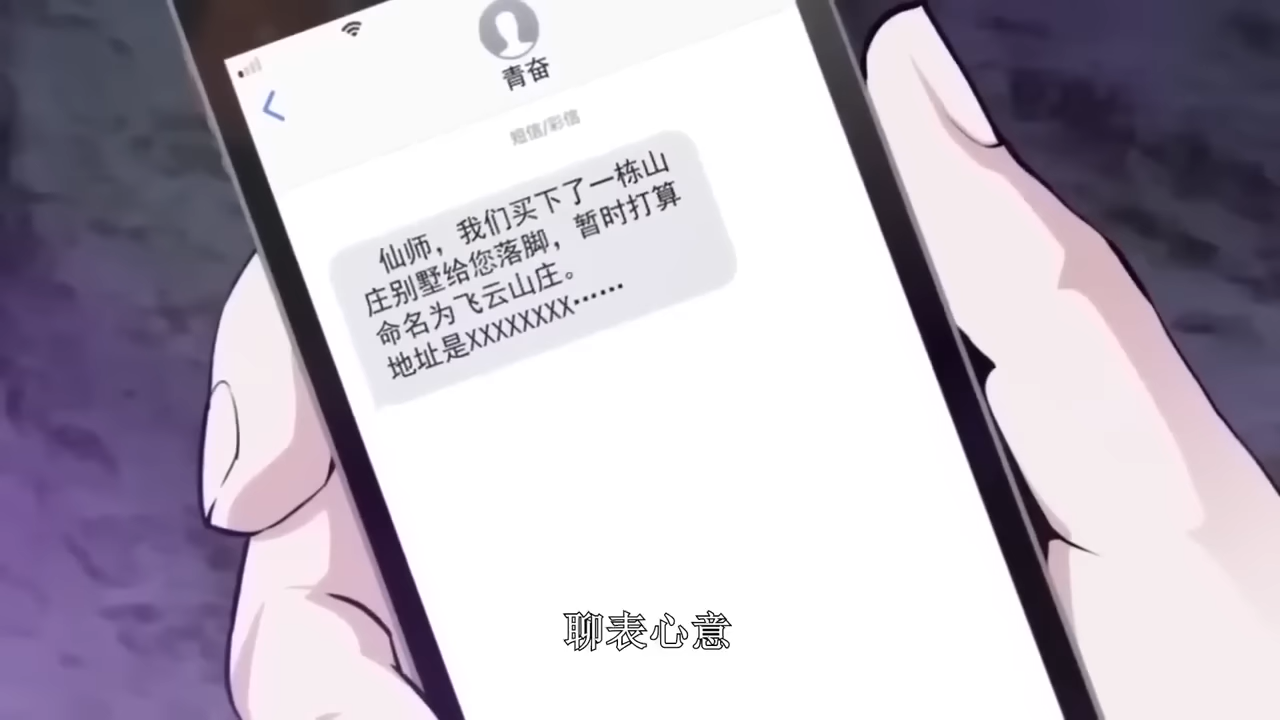 青奋
短信/彩信
仙师，我们买下了一栋山
庄别墅给您落脚，暂时打算
命名为飞云山庄。
地址是XXXXXXXX……
聊表心意